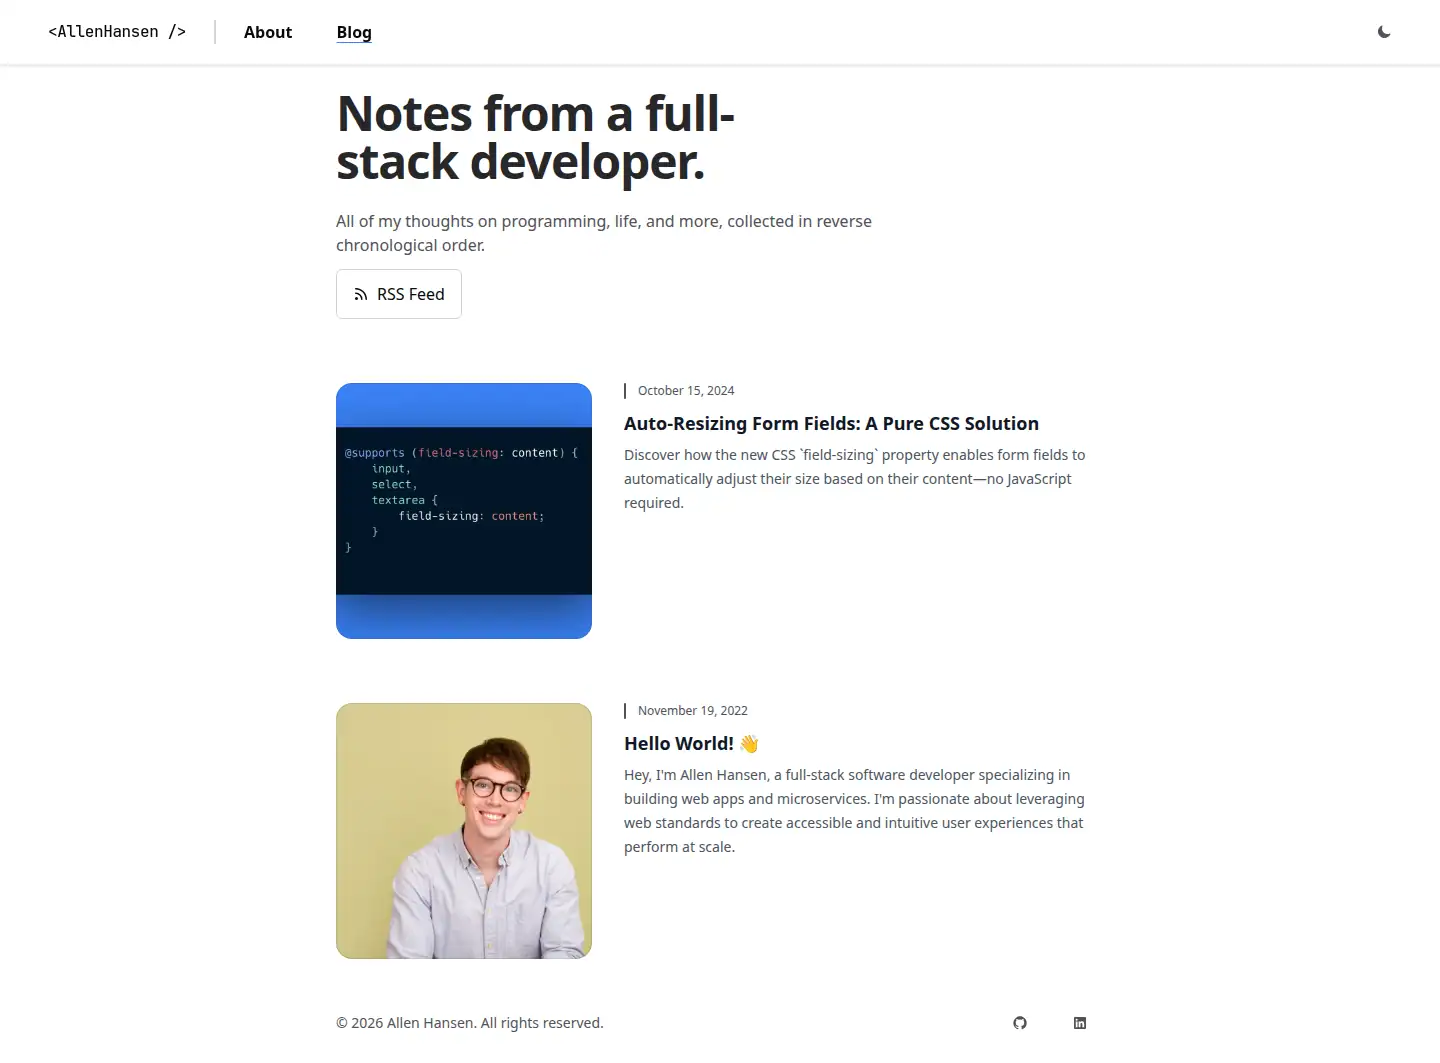 <AllenHansen />
About
Blog
Notes from a full-
stack developer.
All of my thoughts on programming, life, and more, collected in reverse
chronological order.
RSS Feed
@supports (field-sizing: content) {
input,
select,
textarea {
field-sizing: content;
}
}
October 15, 2024
Auto-Resizing Form Fields: A Pure CSS Solution
Discover how the new CSS `field-sizing` property enables form fields to
automatically adjust their size based on their content—no JavaScript
required.
November 19, 2022
Hello World! 👋
Hey, I'm Allen Hansen, a full-stack software developer specializing in
building web apps and microservices. I'm passionate about leveraging
web standards to create accessible and intuitive user experiences that
perform at scale.
© 2026 Allen Hansen. All rights reserved.